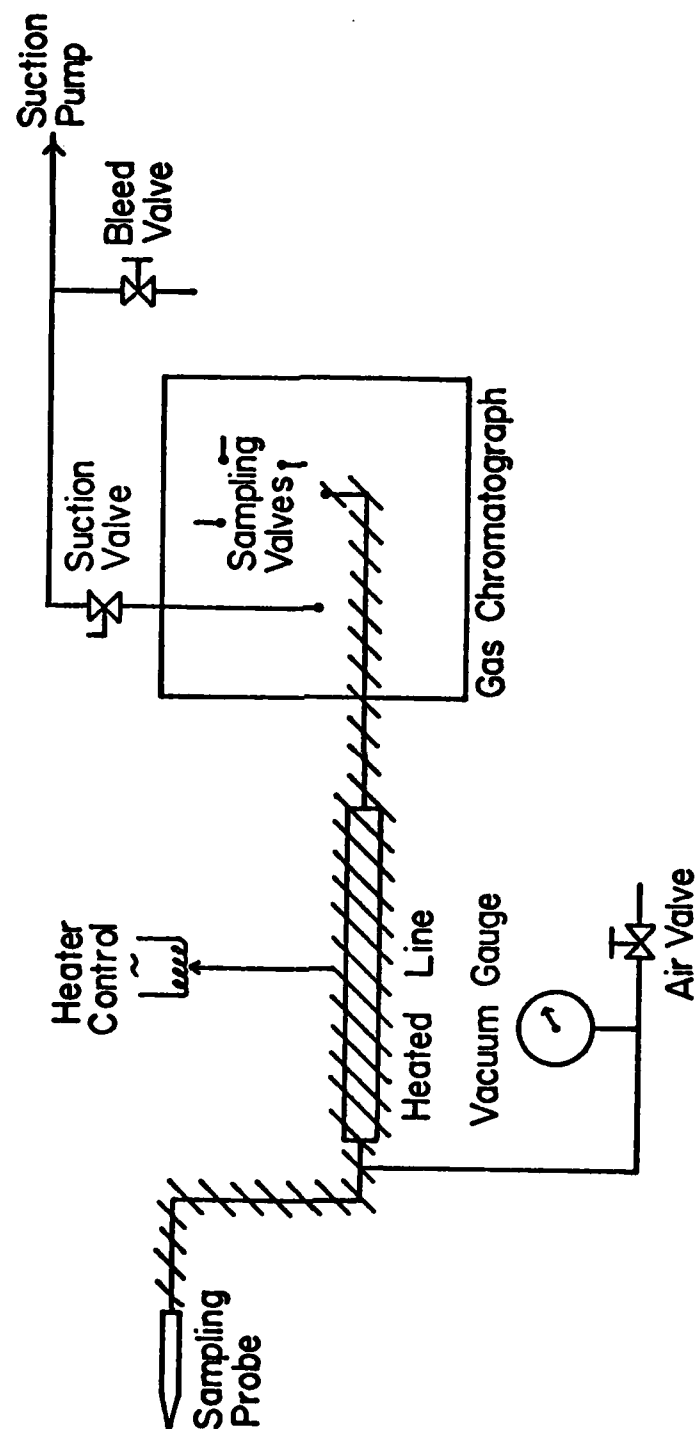 Suction
Pump
Bleed
Valve
Suction
Valve
Sampling
Valves
Gas Chromatograph
Heater
Control
~
Heated Line
Vacuum Gauge
Air Valve
Sampling
Probe